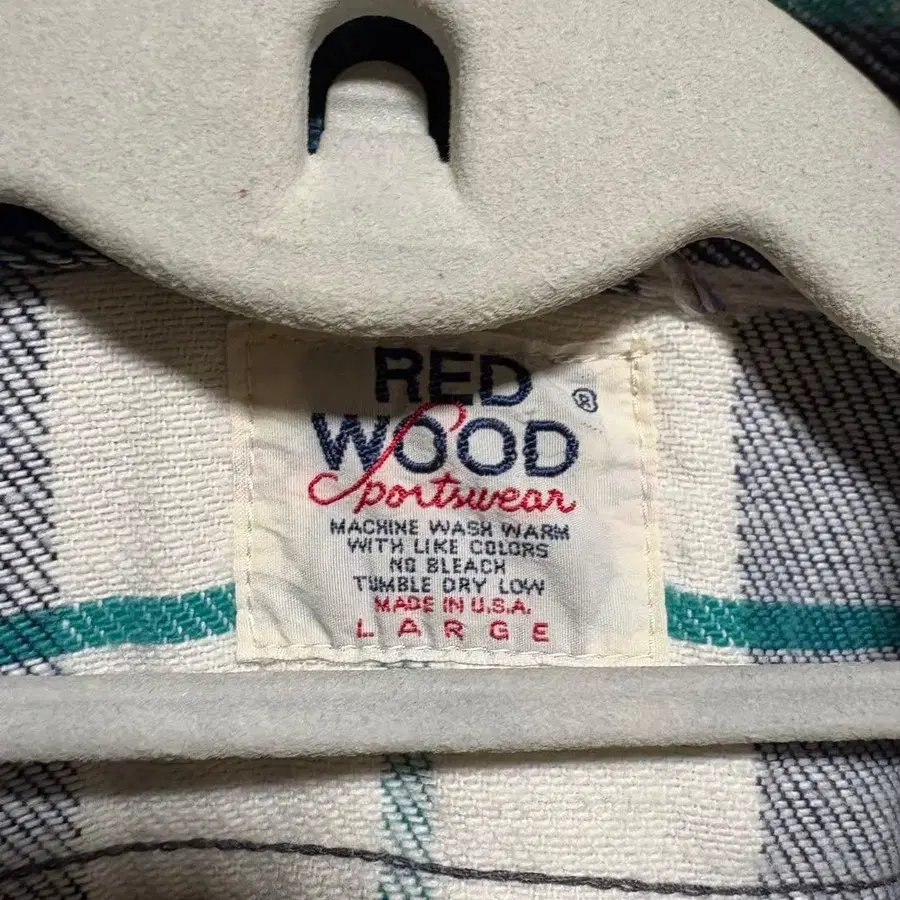 RED
WOOD ®
Sportswear
MACHINE WASH WARM
WITH LIKE COLORS
NO BLEACH
TUMBLE DRY LOW
MADE IN U.S.A.
LARGE